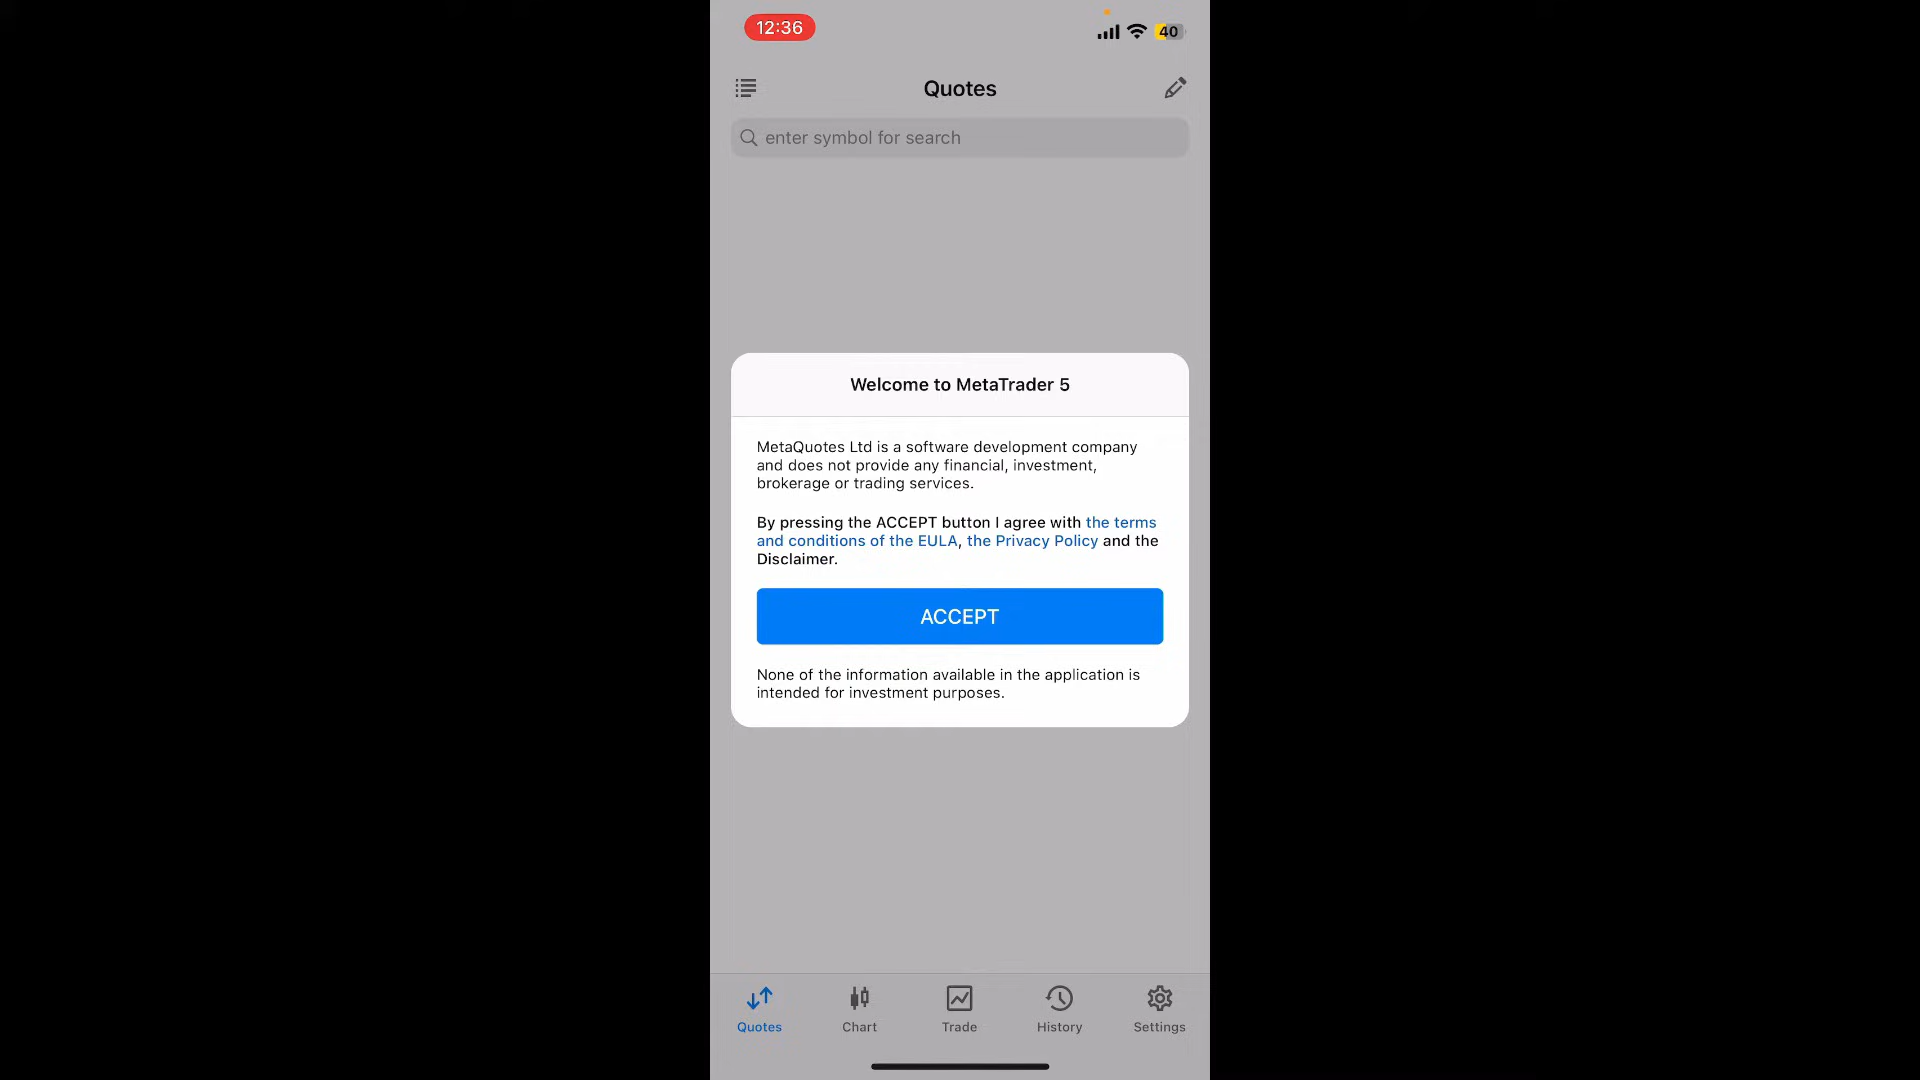 12:36
40
Quotes
enter symbol for search
Welcome to MetaTrader 5
MetaQuotes Ltd is a software development company
and does not provide any financial, investment,
brokerage or trading services.
By pressing the ACCEPT button I agree with the terms
and conditions of the EULA, the Privacy Policy and the
Disclaimer.
ACCEPT
None of the information available in the application is
intended for investment purposes.
Quotes Chart Trade History Settings